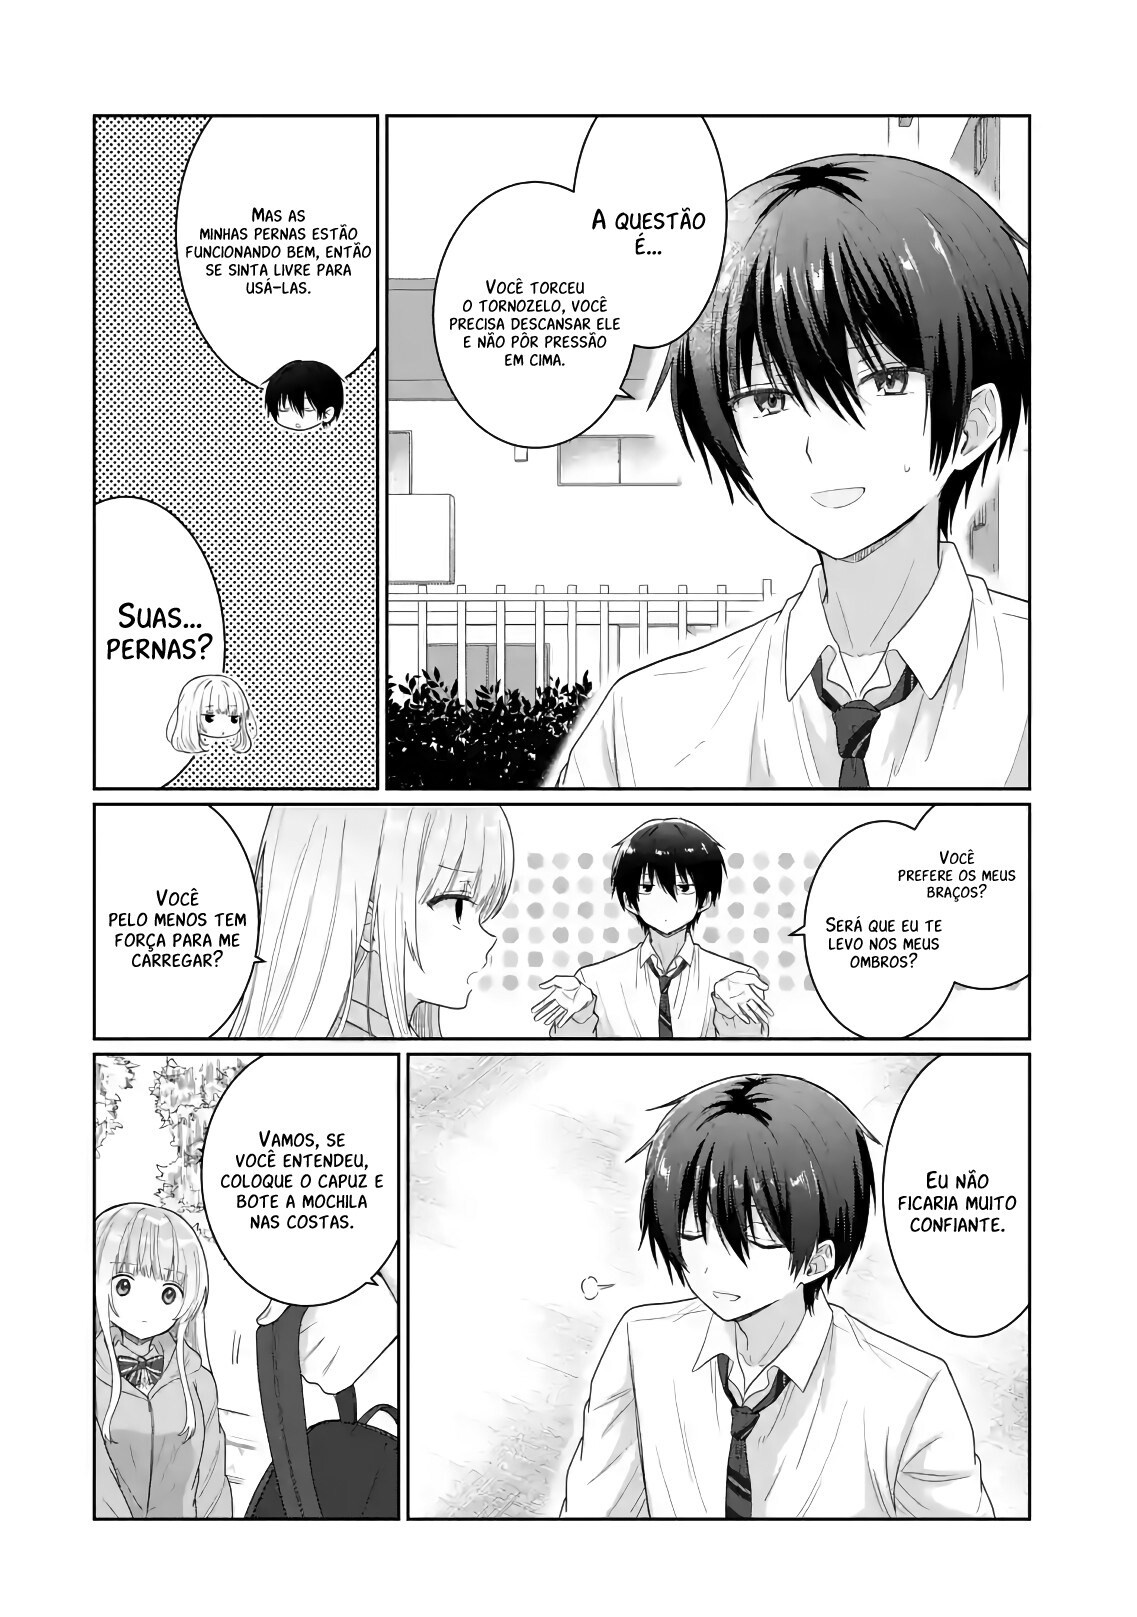 A QUESTÃO
É...
VOCÊ TORCEU
O TORNOZELO, VOCÊ
PRECISA DESCANSAR ELE
E NÃO PÔR PRESSÃO
EM CIMA.
MAS AS
MINHAS PERNAS ESTÃO
FUNCIONANDO BEM, ENTÃO
SE SINTA LIVRE PARA
USÁ-LAS.
SUAS...
PERNAS?
VOCÊ
PREFERE OS MEUS
BRAÇOS?
SERÁ QUE EU TE
LEVO NOS MEUS
OMBROS?
VOCÊ
PELO MENOS TEM
FORÇA PARA ME
CARREGAR?
EU NÃO
FICARIA MUITO
CONFIANTE.
VAMOS, SE
VOCÊ ENTENDEU,
COLOQUE O CAPUZ E
BOTE A MOCHILA
NAS COSTAS.